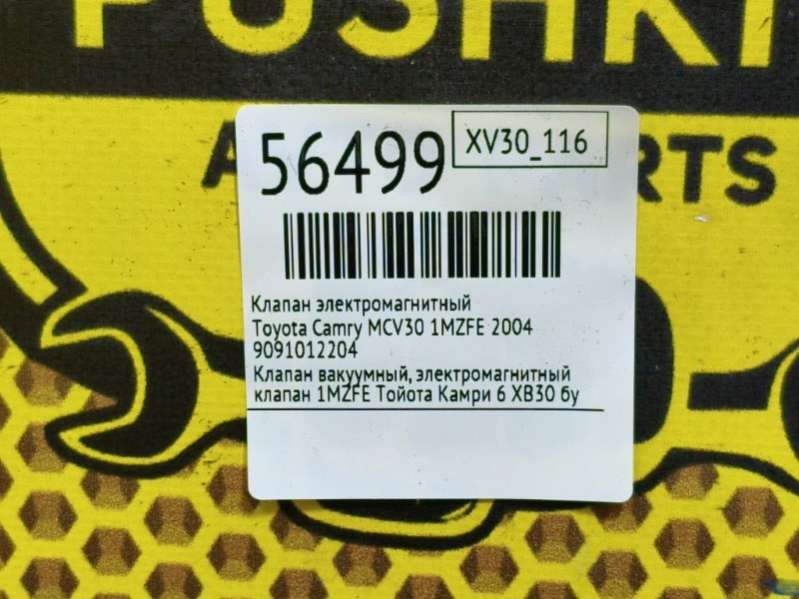 PUSHKI
56499
XV30_116
Клапан электромагнитный
Toyota Camry MCV30 1MZFE 2004
9091012204
Клапан вакуумный, электромагнитный
клапан 1MZFE Тойота Камри 6 ХВ30 бу